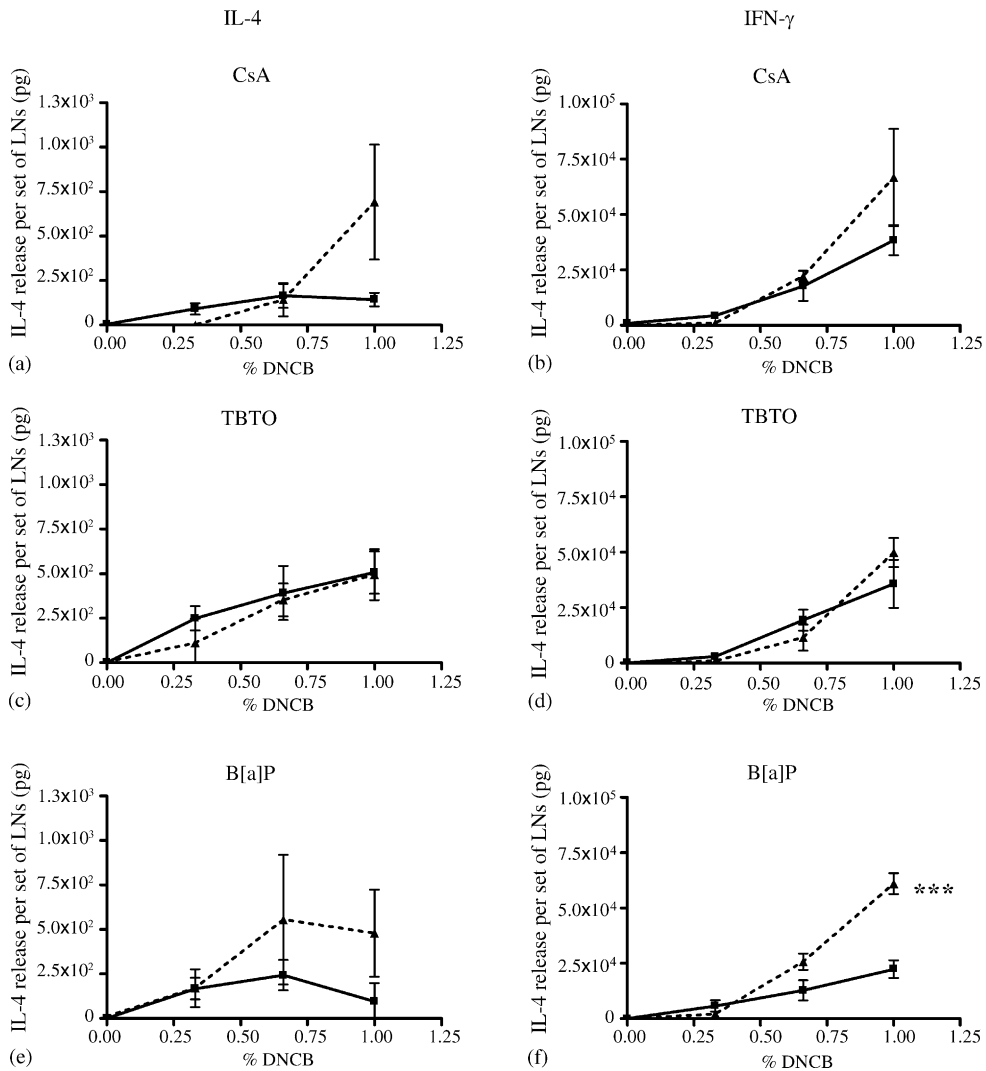 IL-4
IFN-γ
CsA
IL-4 release per set of LNs (pg)
1.3x10³
1.0x10³
7.5x10²
5.0x10²
2.5x10²
0
0.00 0.25 0.50 0.75 1.00 1.25
% DNCB
(a)
CsA
IL-4 release per set of LNs (pg)
1.0x10⁵
7.5x10⁴
5.0x10⁴
2.5x10⁴
0
0.00 0.25 0.50 0.75 1.00 1.25
% DNCB
(b)
TBTO
IL-4 release per set of LNs (pg)
1.3x10³
1.0x10³
7.5x10²
5.0x10²
2.5x10²
0
0.00 0.25 0.50 0.75 1.00 1.25
% DNCB
(c)
TBTO
IL-4 release per set of LNs (pg)
1.0x10⁵
7.5x10⁴
5.0x10⁴
2.5x10⁴
0
0.00 0.25 0.50 0.75 1.00 1.25
% DNCB
(d)
B[a]P
IL-4 release per set of LNs (pg)
1.3x10³
1.0x10³
7.5x10²
5.0x10²
2.5x10²
0
0.00 0.25 0.50 0.75 1.00 1.25
% DNCB
(e)
B[a]P
IL-4 release per set of LNs (pg)
1.0x10⁵
7.5x10⁴
5.0x10⁴
2.5x10⁴
0
***
0.00 0.25 0.50 0.75 1.00 1.25
% DNCB
(f)